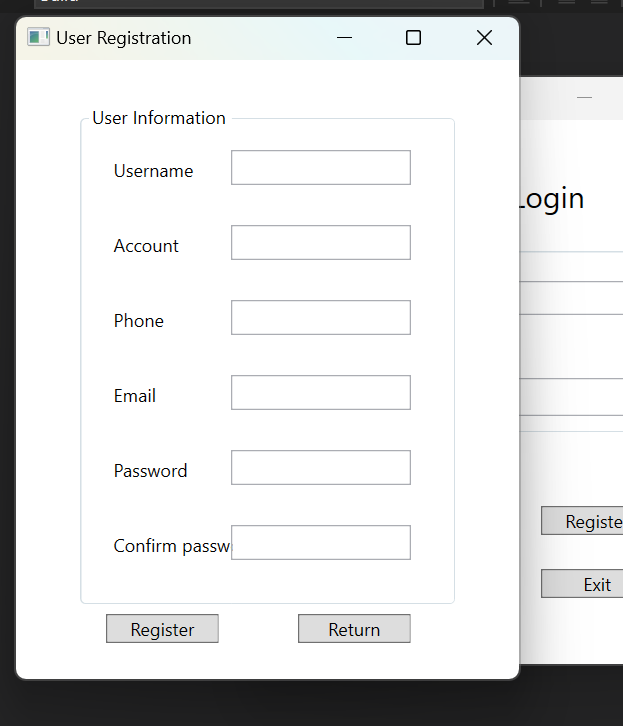 User Registration
User Information
Username
Account
Phone
Email
Password
Confirm passw
Register
Return
Login
Registe
Exit